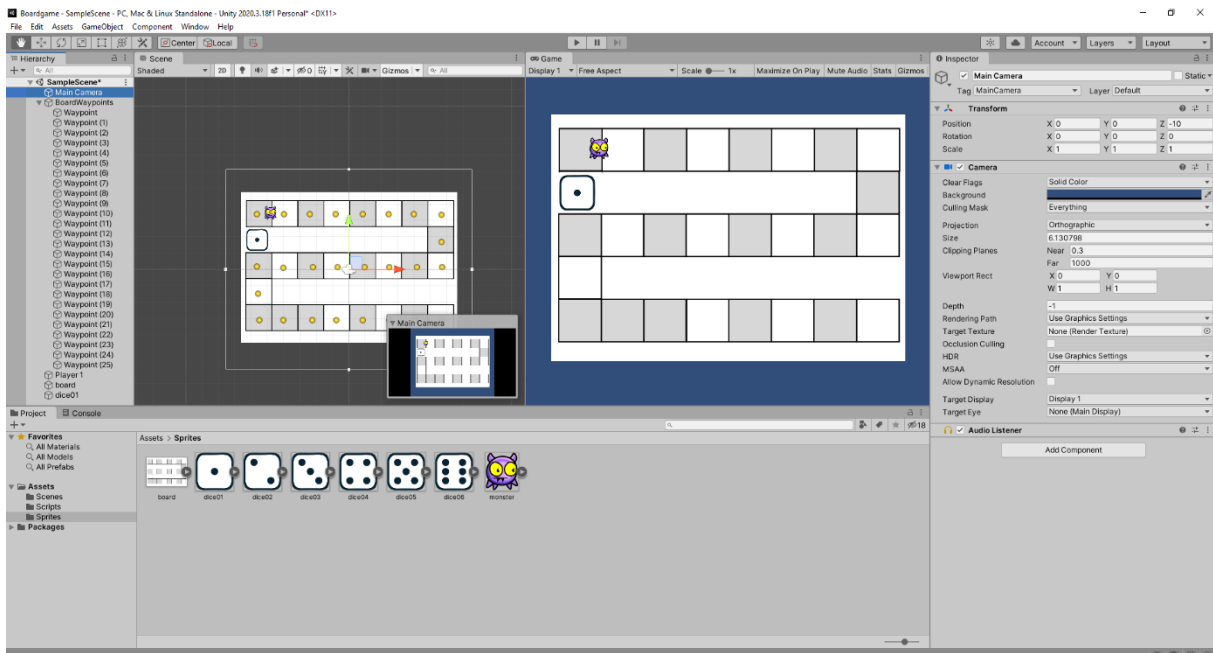 Boardgame - SampleScene - PC, Mac & Linux Standalone - Unity 2020.3.18f1 Personal* <DX11>
File Edit Assets GameObject Component Window Help
Center Local
Account Layers Layout
Hierarchy
All
SampleScene*
Main Camera
BoardWaypoints
Waypoint
Waypoint (1)
Waypoint (2)
Waypoint (3)
Waypoint (4)
Waypoint (5)
Waypoint (6)
Waypoint (7)
Waypoint (8)
Waypoint (9)
Waypoint (10)
Waypoint (11)
Waypoint (12)
Waypoint (13)
Waypoint (14)
Waypoint (15)
Waypoint (16)
Waypoint (17)
Waypoint (18)
Waypoint (19)
Waypoint (20)
Waypoint (21)
Waypoint (22)
Waypoint (23)
Waypoint (24)
Waypoint (25)
Player 1
board
dice01
Scene
Shaded 2D 0 Gizmos All
Main Camera
Game
Display 1 Free Aspect Scale 1x Maximize On Play Mute Audio Stats Gizmos
Inspector
Main Camera Static
Tag MainCamera Layer Default
Transform
Position X 0 Y 0 Z -10
Rotation X 0 Y 0 Z 0
Scale X 1 Y 1 Z 1
Camera
Clear Flags Solid Color
Background
Culling Mask Everything
Projection Orthographic
Size 6.130798
Clipping Planes Near 0.3
Far 1000
Viewport Rect X 0 Y 0
W 1 H 1
Depth -1
Rendering Path Use Graphics Settings
Target Texture None (Render Texture)
Occlusion Culling
HDR Use Graphics Settings
MSAA Off
Allow Dynamic Resolution
Target Display Display 1
Target Eye None (Main Display)
Audio Listener
Add Component
Project Console
18
Favorites
All Materials
All Models
All Prefabs
Assets
Scenes
Scripts
Sprites
Packages
Assets > Sprites
board dice01 dice02 dice03 dice04 dice05 dice06 monster